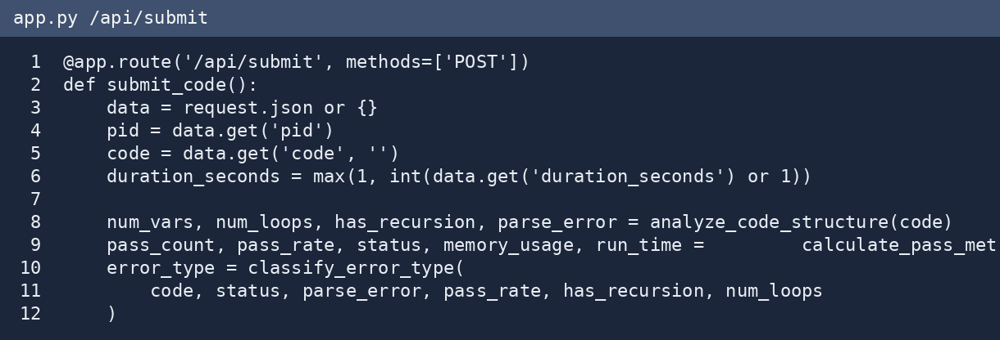 app.py /api/submit
1 @app.route('/api/submit', methods=['POST'])
2 def submit_code():
3     data = request.json or {}
4     pid = data.get('pid')
5     code = data.get('code', '')
6     duration_seconds = max(1, int(data.get('duration_seconds') or 1))
7
8     num_vars, num_loops, has_recursion, parse_error = analyze_code_structure(code)
9     pass_count, pass_rate, status, memory_usage, run_time =         calculate_pass_met
10     error_type = classify_error_type(
11         code, status, parse_error, pass_rate, has_recursion, num_loops
12     )